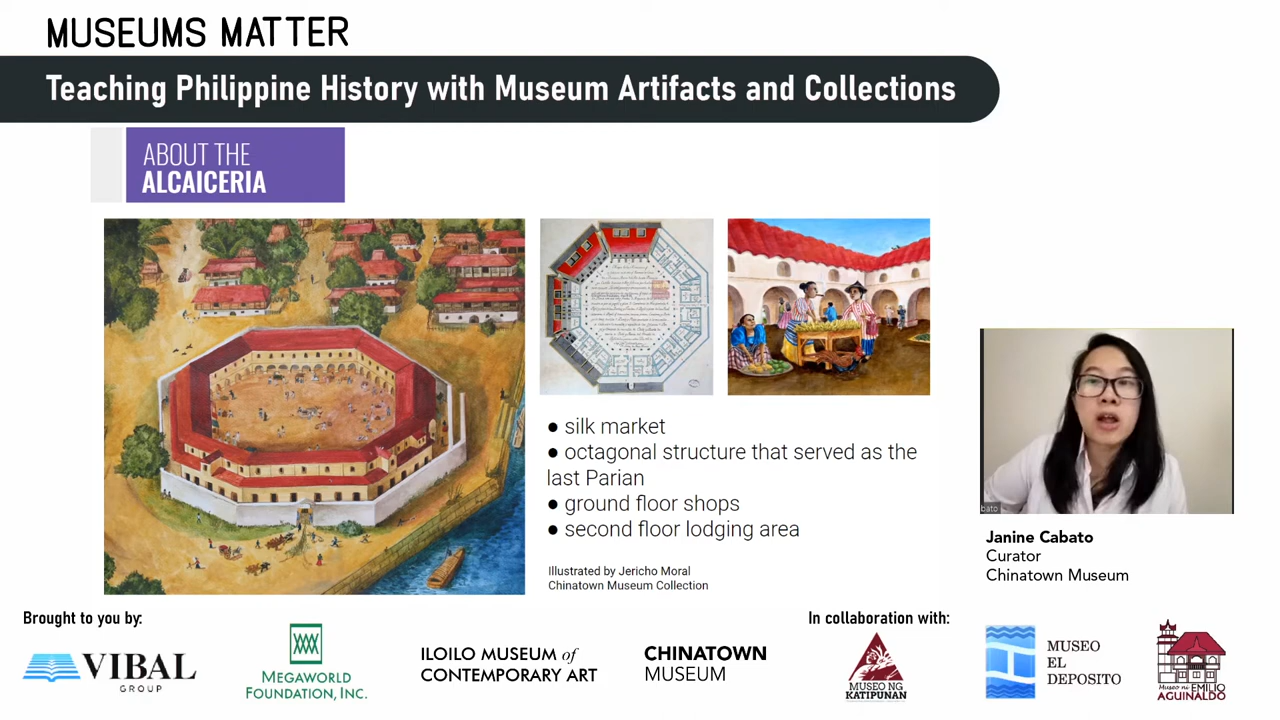 MUSEUMS MATTER
Teaching Philippine History with Museum Artifacts and Collections
ABOUT THE
ALCAICERIA
● silk market
● octagonal structure that served as the
last Parian
● ground floor shops
● second floor lodging area
Illustrated by Jericho Moral
Chinatown Museum Collection
bato
Janine Cabato
Curator
Chinatown Museum
Brought to you by:
VIBAL
GROUP
MEGAWORLD
FOUNDATION, INC.
ILOILO MUSEUM of
CONTEMPORARY ART
CHINATOWN
MUSEUM
In collaboration with:
MUSEO NG
KATIPUNAN
MUSEO
EL
DEPOSITO
Museo ni EMILIO
AGUINALDO